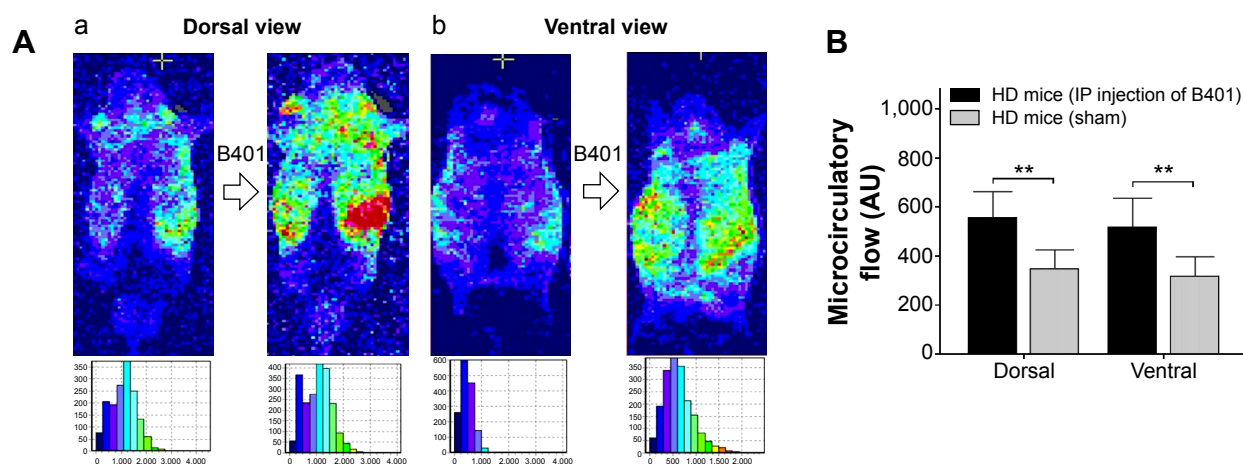 A
a
Dorsal view
B401
350
300
250
200
150
100
50
0
0 1.000 2.000 3.000 4.000
400
350
300
250
200
150
100
50
0
0 1.000 2.000 3.000 4.000
b
Ventral view
B401
600
500
400
300
200
100
0
0 1.000 2.000 3.000 4.000
350
300
250
200
150
100
50
0
0 500 1.000 1.500 2.000
B
HD mice (IP injection of B401)
HD mice (sham)
Microcirculatory
flow (AU)
1,000
800
600
400
200
0
**
**
Dorsal Ventral